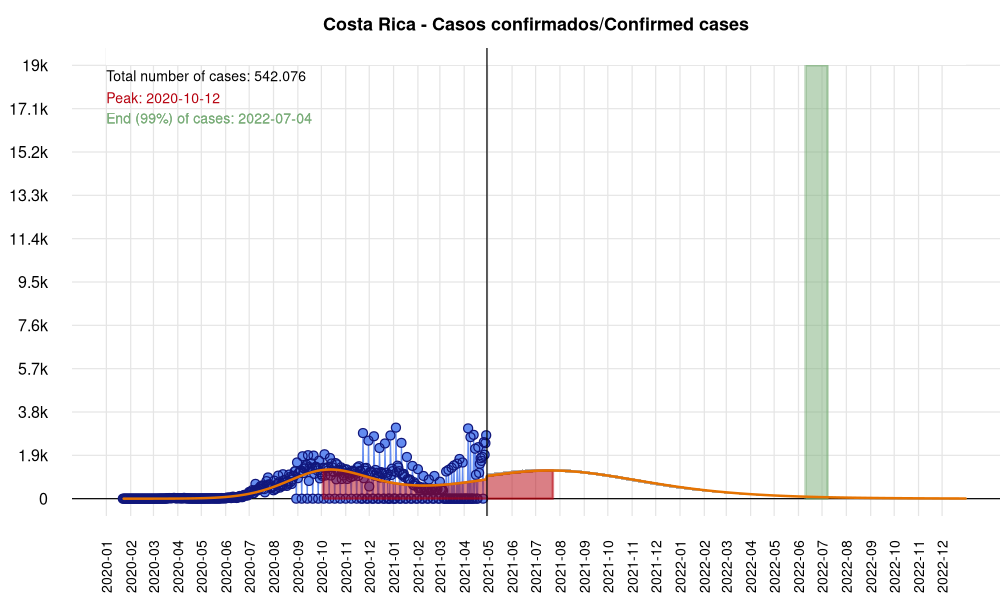 Costa Rica - Casos confirmados/Confirmed cases
Total number of cases: 542.076
Peak: 2020-10-12
End (99%) of cases: 2022-07-04
19k
17.1k
15.2k
13.3k
11.4k
9.5k
7.6k
5.7k
3.8k
1.9k
0
2020-01
2020-02
2020-03
2020-04
2020-05
2020-06
2020-07
2020-08
2020-09
2020-10
2020-11
2020-12
2021-01
2021-02
2021-03
2021-04
2021-05
2021-06
2021-07
2021-08
2021-09
2021-10
2021-11
2021-12
2022-01
2022-02
2022-03
2022-04
2022-05
2022-06
2022-07
2022-08
2022-09
2022-10
2022-11
2022-12